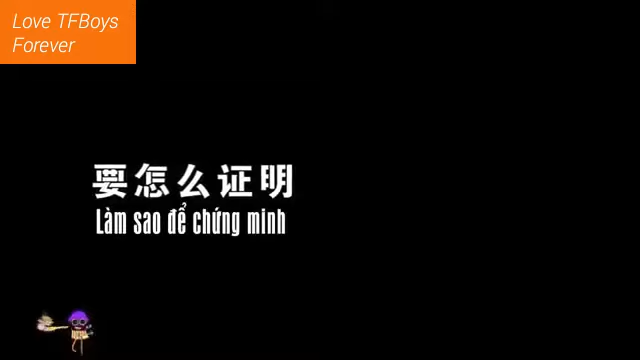 Love TFBoys
Forever
要怎么证明
Làm sao để chứng minh